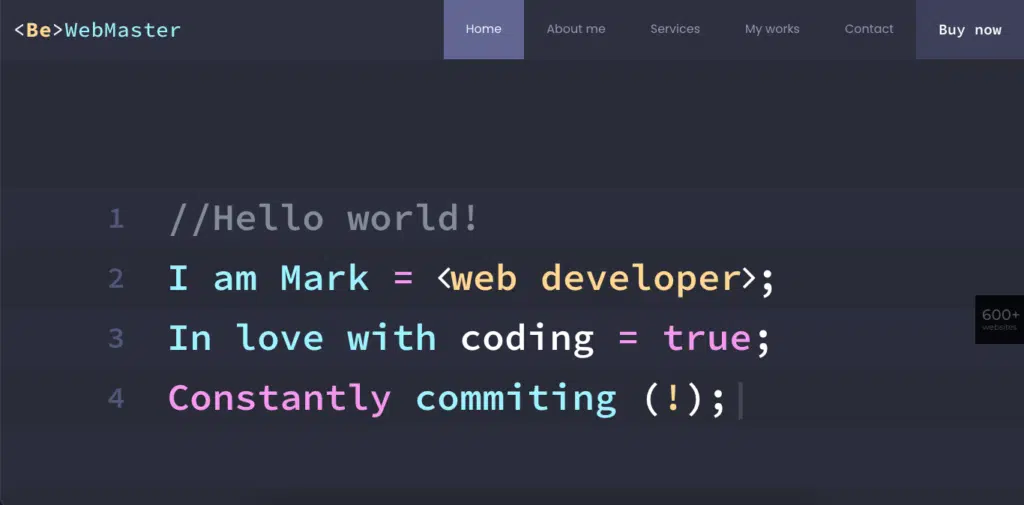 <Be>WebMaster Home About me Services My works Contact Buy now
1 //Hello world!
2 I am Mark = <web developer>;
3 In love with coding = true;
4 Constantly commiting (!);
600+
websites